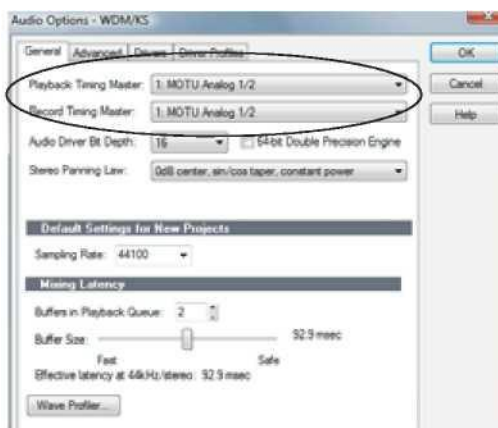 Audio Options - WDM/KS
General Advanced Drivers Driver Profiles
OK
Playback Timing Master: 1: MOTU Analog 1/2
Cancel
Record Timing Master: 1: MOTU Analog 1/2
Help
Audio Driver Bit Depth: 16 64-bit Double Precision Engine
Stereo Panning Law: 0dB center, sin/cos taper, constant power
Default Settings for New Projects
Sampling Rate: 44100
Mixing Latency
Buffers in Playback Queue: 2
Buffer Size: 92.9 msec
Fast Safe
Effective latency at 44kHz/stereo: 92.9 msec
Wave Profiler...